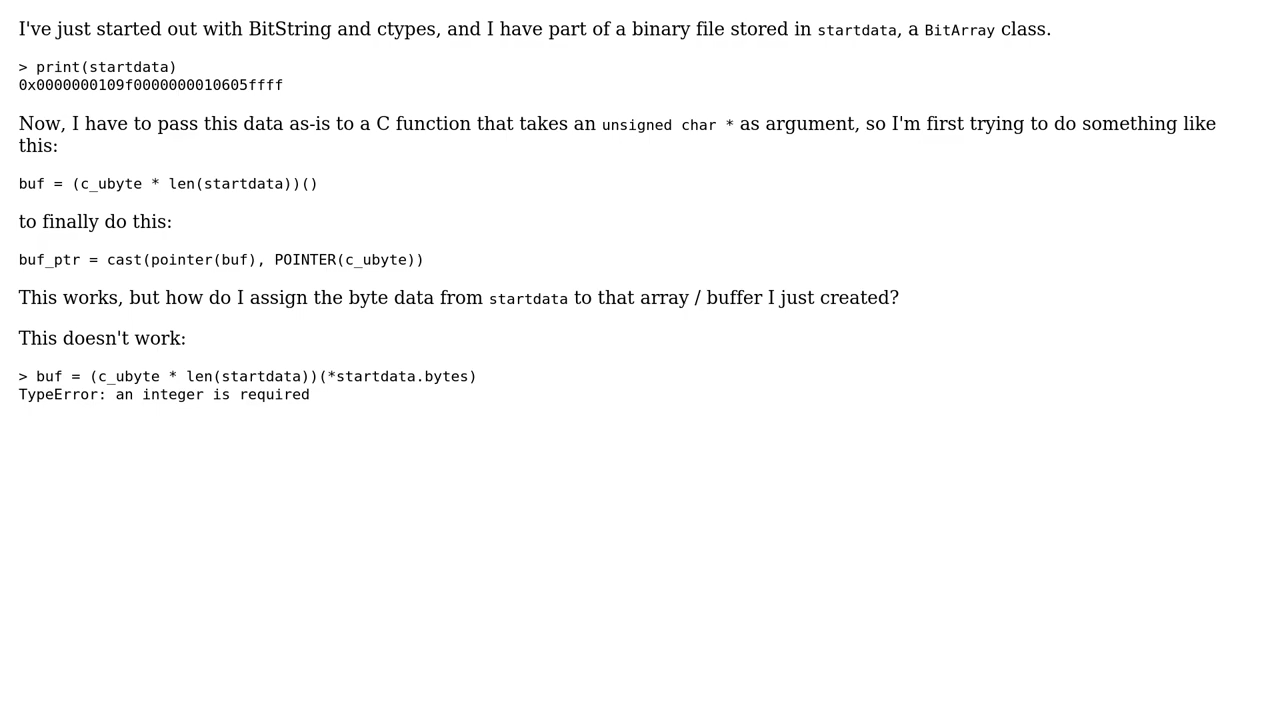 I've just started out with BitString and ctypes, and I have part of a binary file stored in startdata, a BitArray class.
> print(startdata)
0x0000000109f0000000010605ffff
Now, I have to pass this data as-is to a C function that takes an unsigned char * as argument, so I'm first trying to do something like
this:
buf = (c_ubyte * len(startdata))()
to finally do this:
buf_ptr = cast(pointer(buf), POINTER(c_ubyte))
This works, but how do I assign the byte data from startdata to that array / buffer I just created?
This doesn't work:
> buf = (c_ubyte * len(startdata))(*startdata.bytes)
TypeError: an integer is required